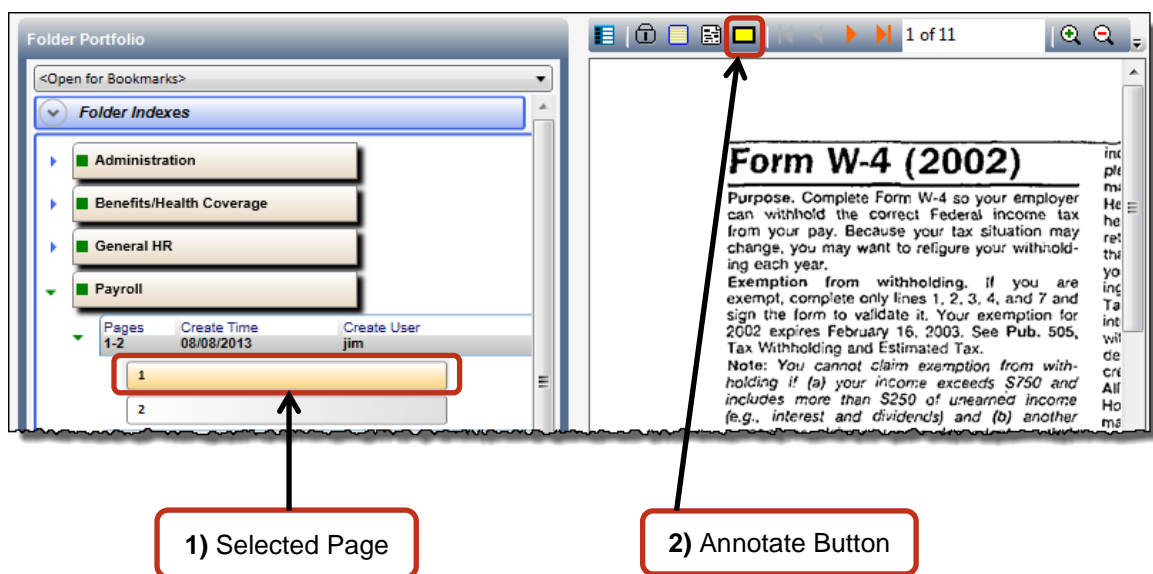 Folder Portfolio
<Open for Bookmarks>
Folder Indexes
Administration
Benefits/Health Coverage
General HR
Payroll
Pages Create Time Create User
1-2 08/08/2013 jim
1
2
1 of 11
Form W-4 (2002)
Purpose. Complete Form W-4 so your employer
can withhold the correct Federal income tax
from your pay. Because your tax situation may
change, you may want to refigure your withhold-
ing each year.
Exemption from withholding. If you are
exempt, complete only lines 1, 2, 3, 4, and 7 and
sign the form to validate it. Your exemption for
2002 expires February 16, 2003. See Pub. 505,
Tax Withholding and Estimated Tax.
Note: You cannot claim exemption from with-
holding if (a) your income exceeds $750 and
includes more than $250 of unearned income
(e.g., interest and dividends) and (b) another
1) Selected Page
2) Annotate Button